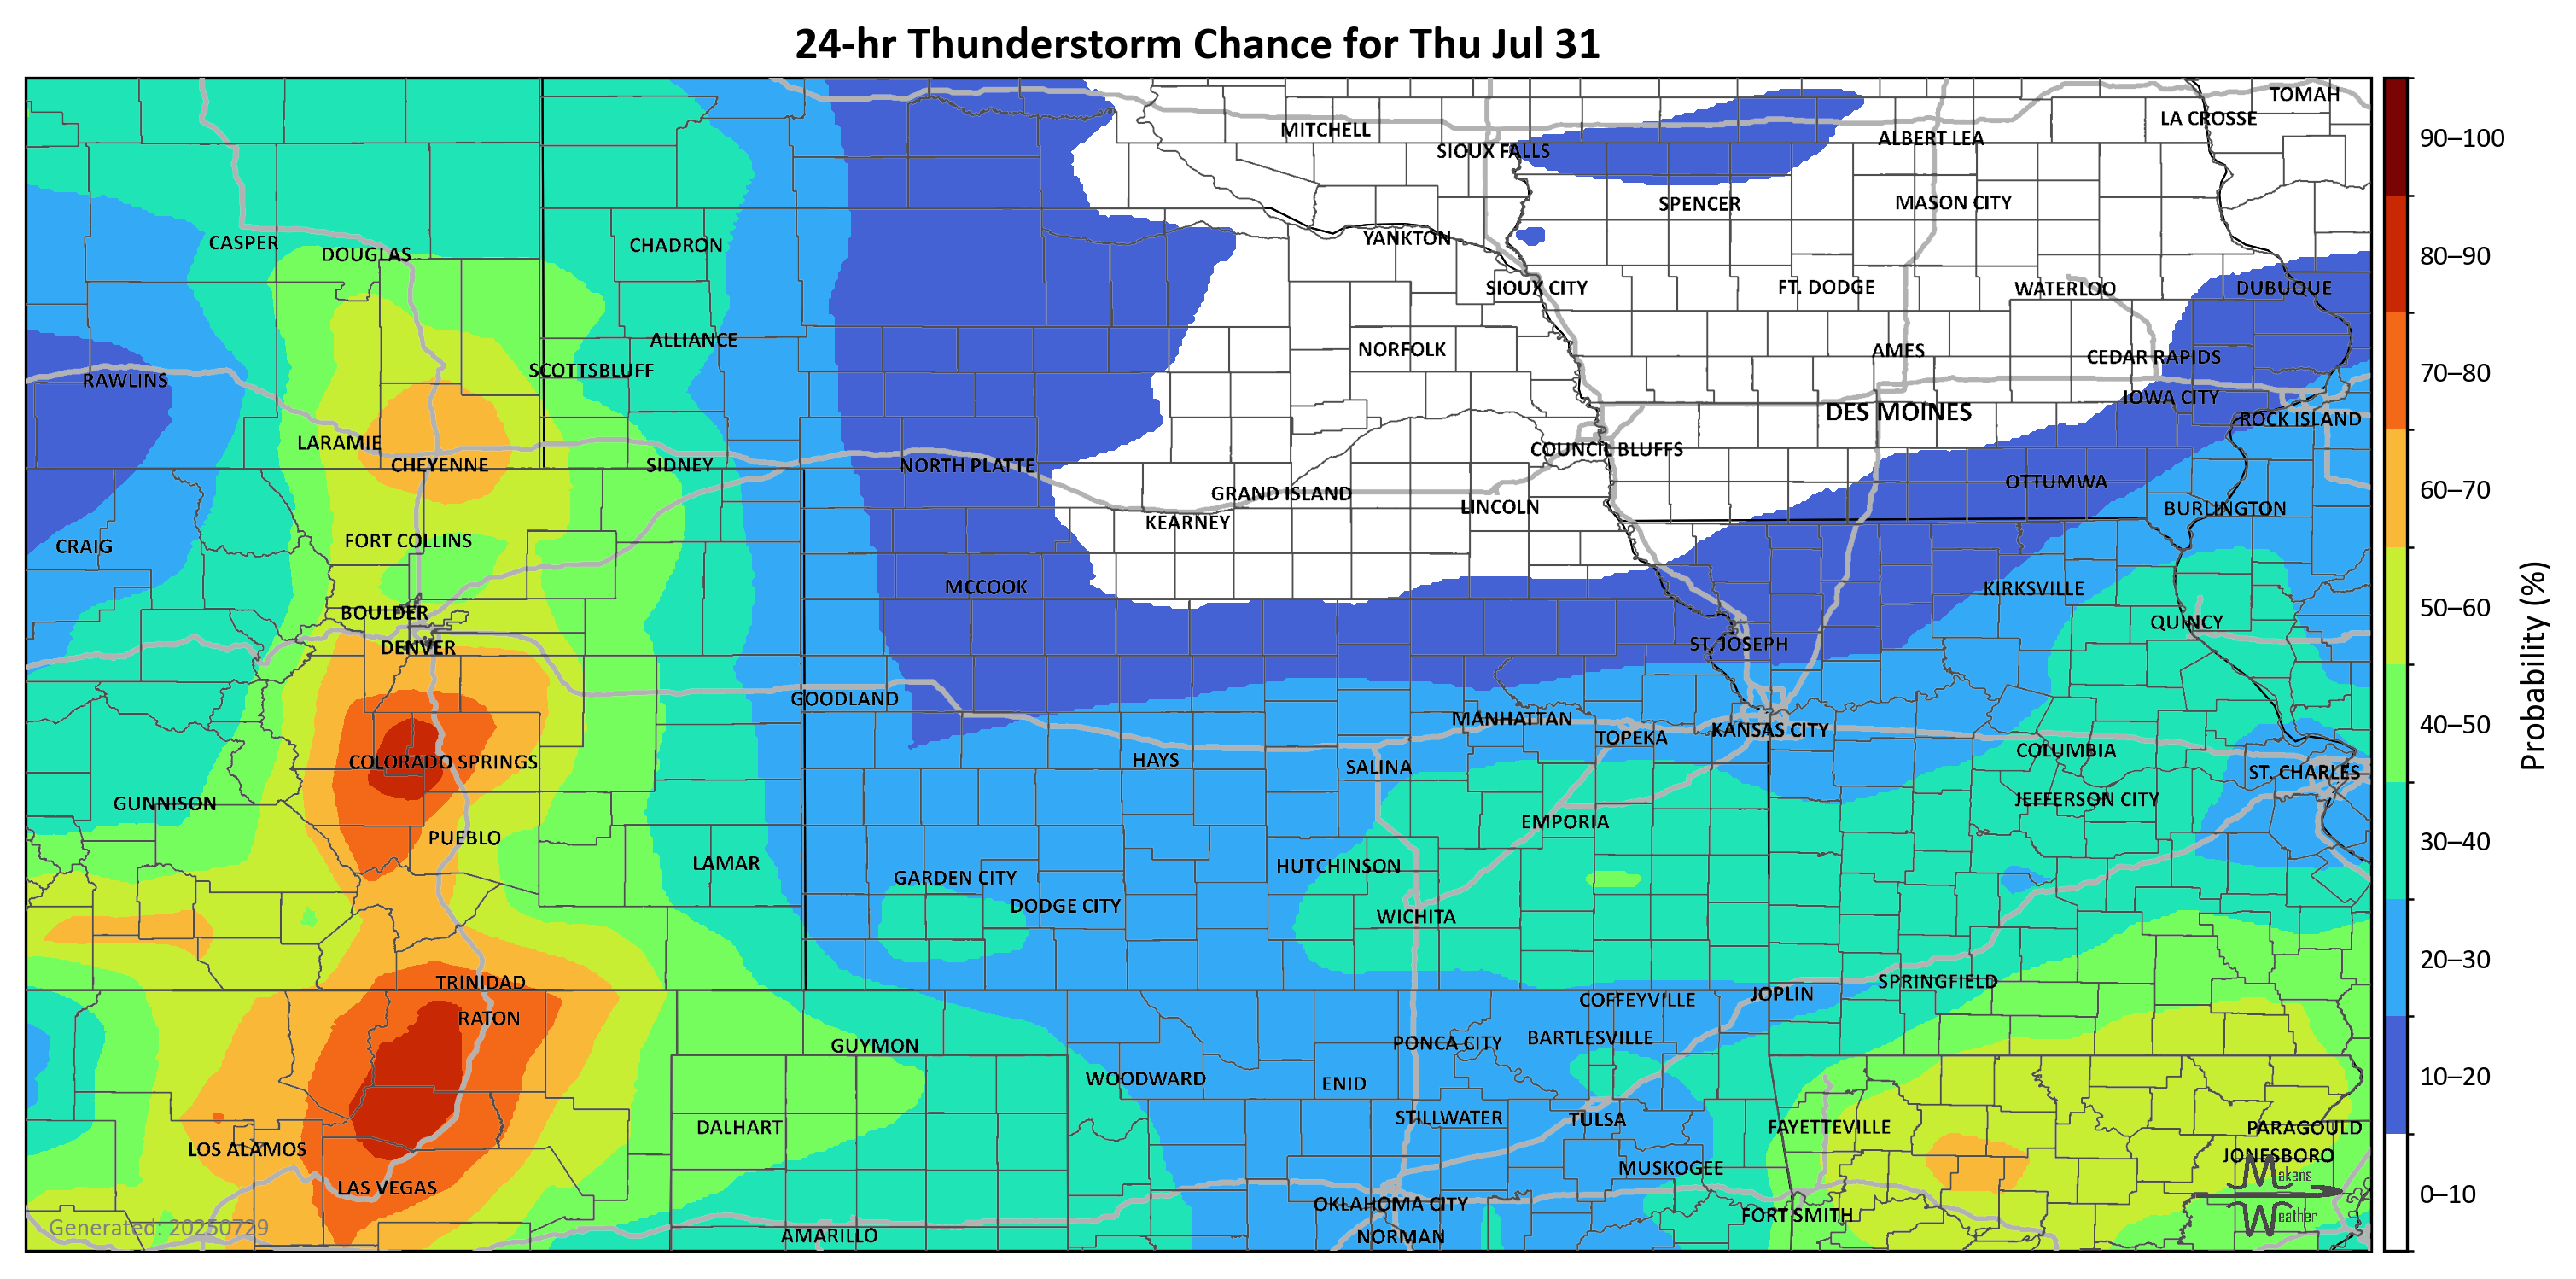 24-hr Thunderstorm Chance for Thu Jul 31
TOMAH
LA CROSSE
MITCHELL
ALBERT LEA
SIOUX FALLS
SPENCER
MASON CITY
CASPER
DOUGLAS
CHADRON
YANKTON
SIOUX CITY
FT. DODGE
WATERLOO
DUBUQUE
ALLIANCE
NORFOLK
AMES
CEDAR RAPIDS
SCOTTSBLUFF
RAWLINS
IOWA CITY
DES MOINES
ROCK ISLAND
LARAMIE
COUNCIL BLUFFS
CHEYENNE
SIDNEY
NORTH PLATTE
OTTUMWA
GRAND ISLAND
LINCOLN
BURLINGTON
KEARNEY
CRAIG
FORT COLLINS
MCCOOK
KIRKSVILLE
BOULDER
QUINCY
DENVER
ST. JOSEPH
GOODLAND
MANHATTAN
TOPEKA
KANSAS CITY
COLUMBIA
COLORADO SPRINGS
HAYS
SALINA
ST. CHARLES
GUNNISON
JEFFERSON CITY
EMPORIA
PUEBLO
LAMAR
HUTCHINSON
GARDEN CITY
DODGE CITY
WICHITA
TRINIDAD
SPRINGFIELD
COFFEYVILLE
JOPLIN
RATON
GUYMON
PONCA CITY
BARTLESVILLE
WOODWARD
ENID
STILLWATER
TULSA
DALHART
FAYETTEVILLE
PARAGOULD
LOS ALAMOS
JONESBORO
MUSKOGEE
LAS VEGAS
OKLAHOMA CITY
FORT SMITH
AMARILLO
NORMAN
Generated: 20250729
Makens
Weather
90–100
80–90
70–80
60–70
50–60
40–50
30–40
20–30
10–20
0–10
Probability (%)